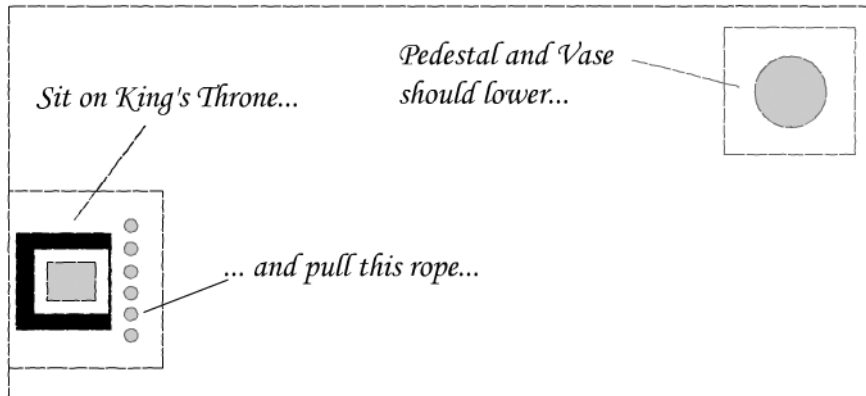 Pedestal and Vase
should lower...
Sit on King's Throne...
... and pull this rope...